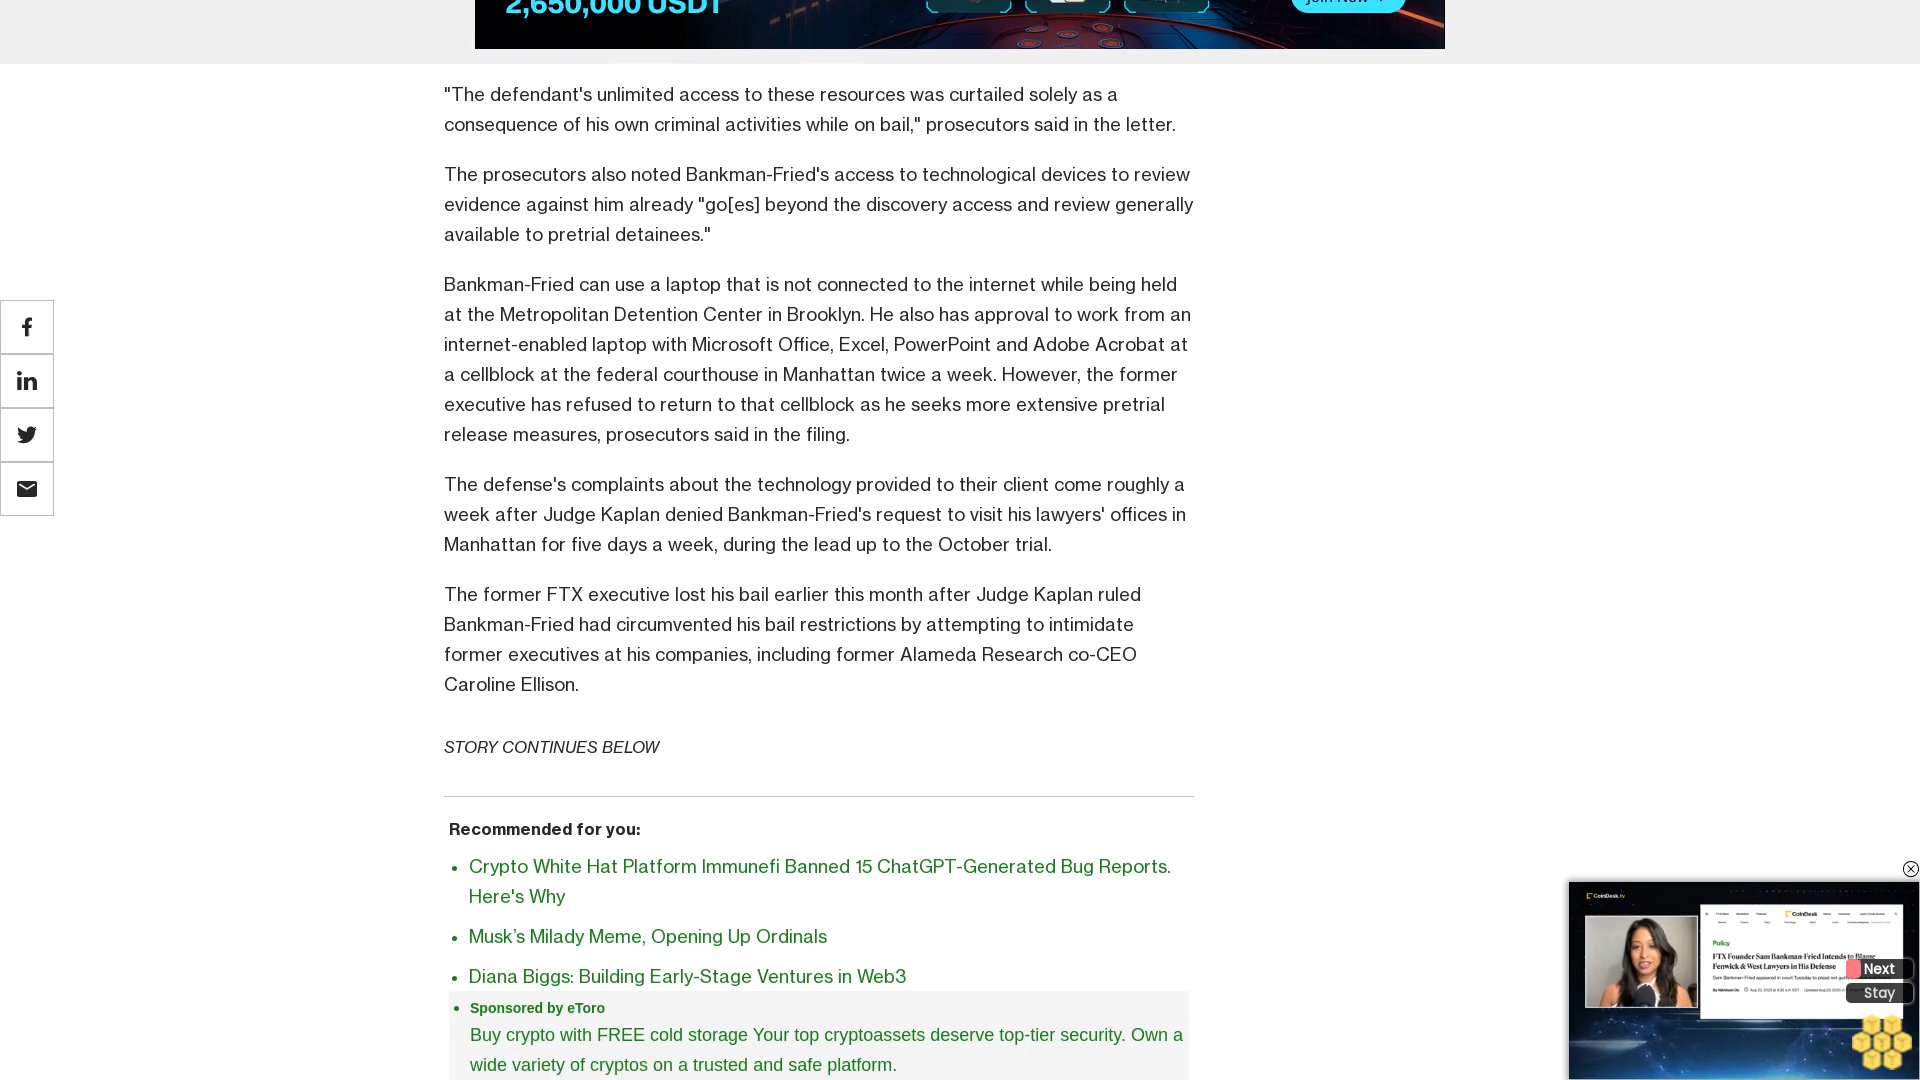 2,650,000 USDT
Join Now
"The defendant's unlimited access to these resources was curtailed solely as a
consequence of his own criminal activities while on bail," prosecutors said in the letter.
The prosecutors also noted Bankman-Fried's access to technological devices to review
evidence against him already "go[es] beyond the discovery access and review generally
available to pretrial detainees."
Bankman-Fried can use a laptop that is not connected to the internet while being held
at the Metropolitan Detention Center in Brooklyn. He also has approval to work from an
internet-enabled laptop with Microsoft Office, Excel, PowerPoint and Adobe Acrobat at
a cellblock at the federal courthouse in Manhattan twice a week. However, the former
executive has refused to return to that cellblock as he seeks more extensive pretrial
release measures, prosecutors said in the filing.
The defense's complaints about the technology provided to their client come roughly a
week after Judge Kaplan denied Bankman-Fried's request to visit his lawyers' offices in
Manhattan for five days a week, during the lead up to the October trial.
The former FTX executive lost his bail earlier this month after Judge Kaplan ruled
Bankman-Fried had circumvented his bail restrictions by attempting to intimidate
former executives at his companies, including former Alameda Research co-CEO
Caroline Ellison.
STORY CONTINUES BELOW
Recommended for you:
Crypto White Hat Platform Immunefi Banned 15 ChatGPT-Generated Bug Reports.
Here's Why
Musk’s Milady Meme, Opening Up Ordinals
Diana Biggs: Building Early-Stage Ventures in Web3
Sponsored by eToro
Buy crypto with FREE cold storage Your top cryptoassets deserve top-tier security. Own a
wide variety of cryptos on a trusted and safe platform.
CoinDesk.tv
CoinDesk
Policy
FTX Founder Sam Bankman-Fried Intends to Blame
Fenwick & West Lawyers in His Defense
Next
Stay